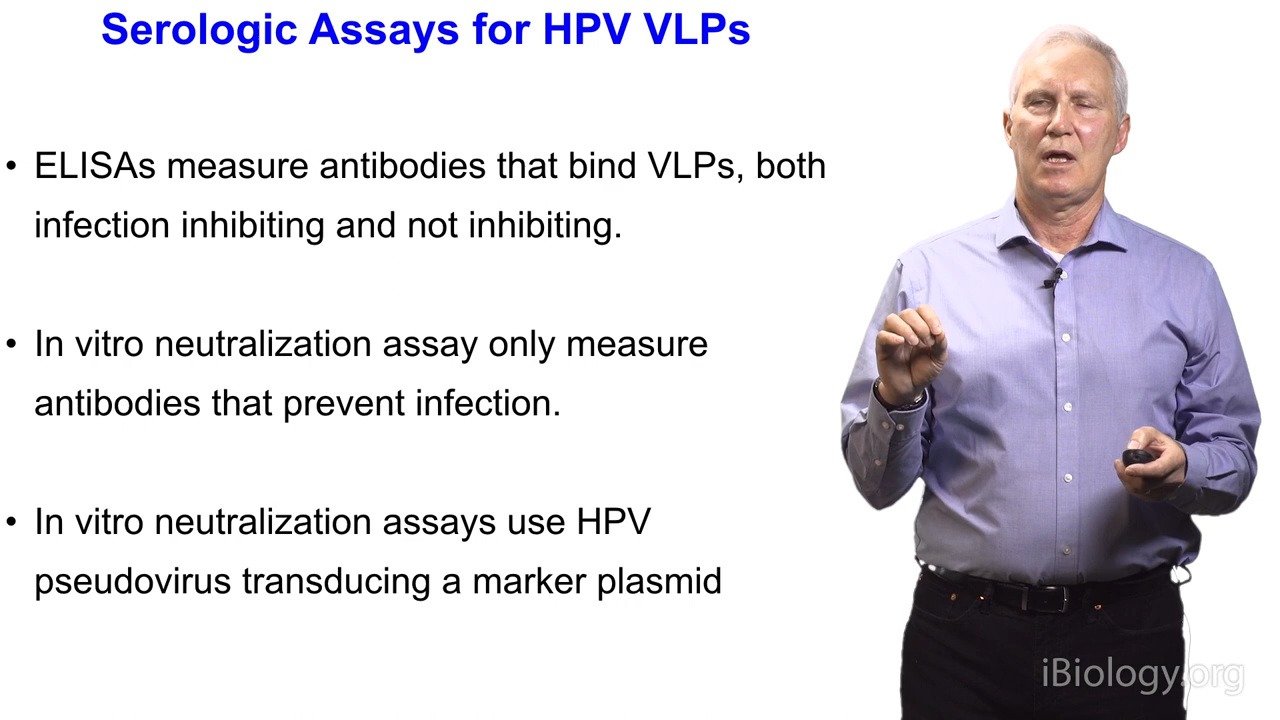 Serologic Assays for HPV VLPs
• ELISAs measure antibodies that bind VLPs, both
infection inhibiting and not inhibiting.
• In vitro neutralization assay only measure
antibodies that prevent infection.
• In vitro neutralization assays use HPV
pseudovirus transducing a marker plasmid
iBiology.org